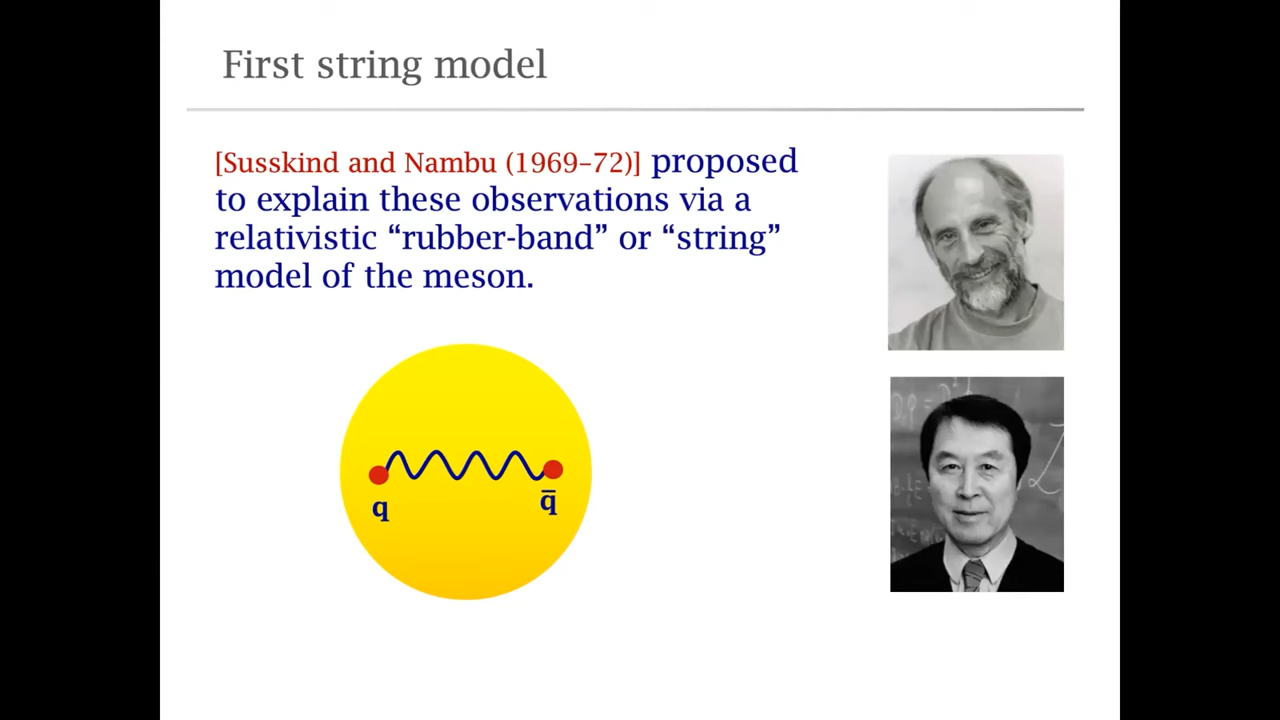 First string model
[Susskind and Nambu (1969–72)] proposed
to explain these observations via a
relativistic “rubber-band” or “string”
model of the meson.
q
q̄